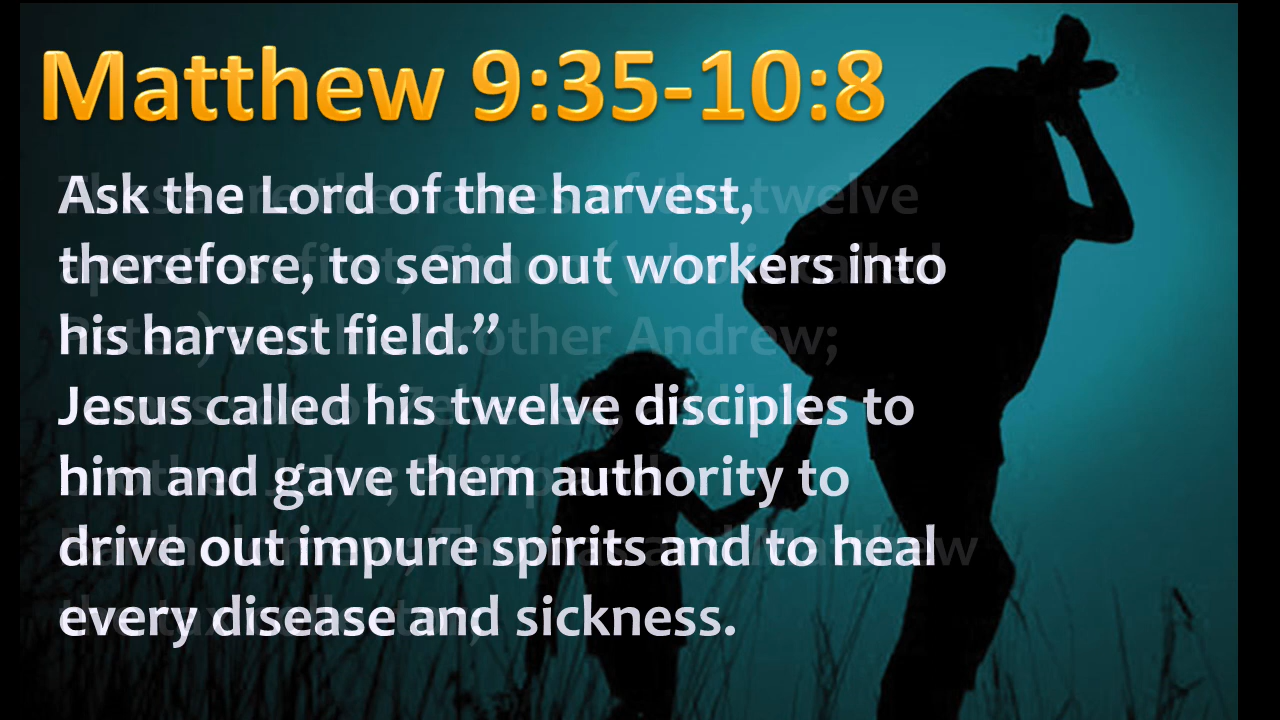 Matthew 9:35-10:8
Ask the Lord of the harvest,
therefore, to send out workers into
his harvest field.”
Jesus called his twelve disciples to
him and gave them authority to
drive out impure spirits and to heal
every disease and sickness.